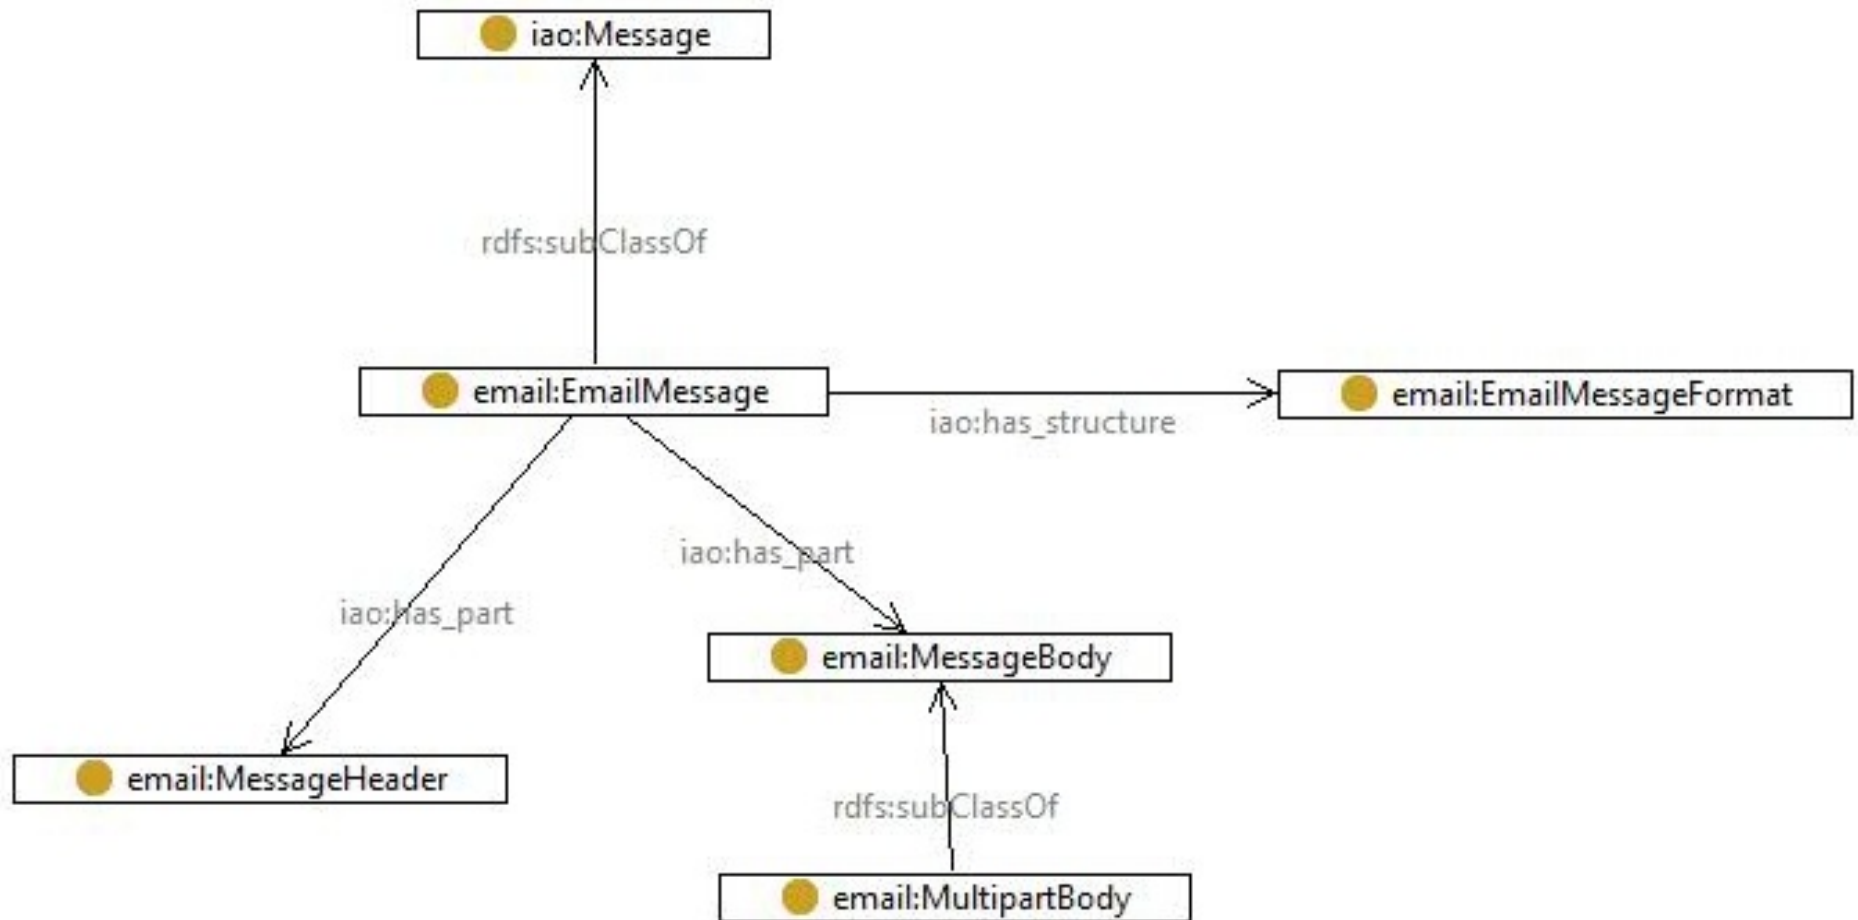 iao:Message
rdfs:subClassOf
email:EmailMessage
email:EmailMessageFormat
iao:has_structure
iao:has_part
iao:has_part
email:MessageBody
email:MessageHeader
rdfs:subClassOf
email:MultipartBody